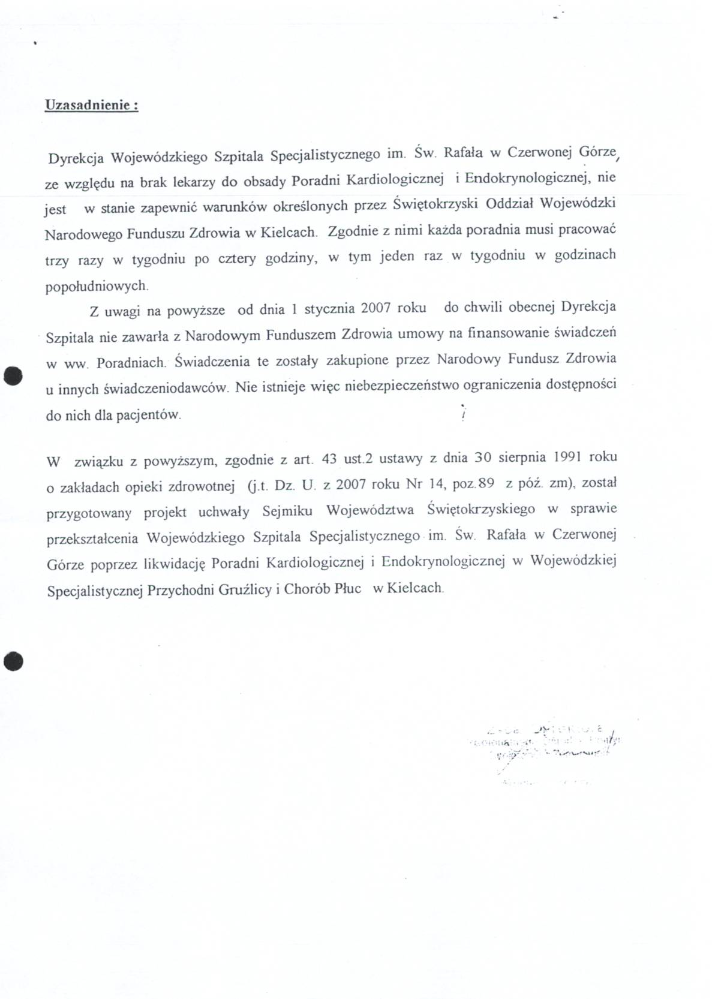 Uzasadnienie :
Dyrekcja Wojewódzkiego Szpitala Specjalistycznego im. Św. Rafała w Czerwonej Górze,
ze względu na brak lekarzy do obsady Poradni Kardiologicznej i Endokrynologicznej, nie
jest w stanie zapewnić warunków określonych przez Świętokrzyski Oddział Wojewódzki
Narodowego Funduszu Zdrowia w Kielcach. Zgodnie z nimi każda poradnia musi pracować
trzy razy w tygodniu po cztery godziny, w tym jeden raz w tygodniu w godzinach
popołudniowych.
Z uwagi na powyższe od dnia 1 stycznia 2007 roku do chwili obecnej Dyrekcja
Szpitala nie zawarła z Narodowym Funduszem Zdrowia umowy na finansowanie świadczeń
w ww. Poradniach. Świadczenia te zostały zakupione przez Narodowy Fundusz Zdrowia
u innych świadczeniodawców. Nie istnieje więc niebezpieczeństwo ograniczenia dostępności
do nich dla pacjentów.
W związku z powyższym, zgodnie z art. 43 ust.2 ustawy z dnia 30 sierpnia 1991 roku
o zakładach opieki zdrowotnej (j.t. Dz. U. z 2007 roku Nr 14, poz.89 z póź. zm), został
przygotowany projekt uchwały Sejmiku Województwa Świętokrzyskiego w sprawie
przekształcenia Wojewódzkiego Szpitala Specjalistycznego im. Św. Rafała w Czerwonej
Górze poprzez likwidację Poradni Kardiologicznej i Endokrynologicznej w Wojewódzkiej
Specjalistycznej Przychodni Gruźlicy i Chorób Płuc w Kielcach.